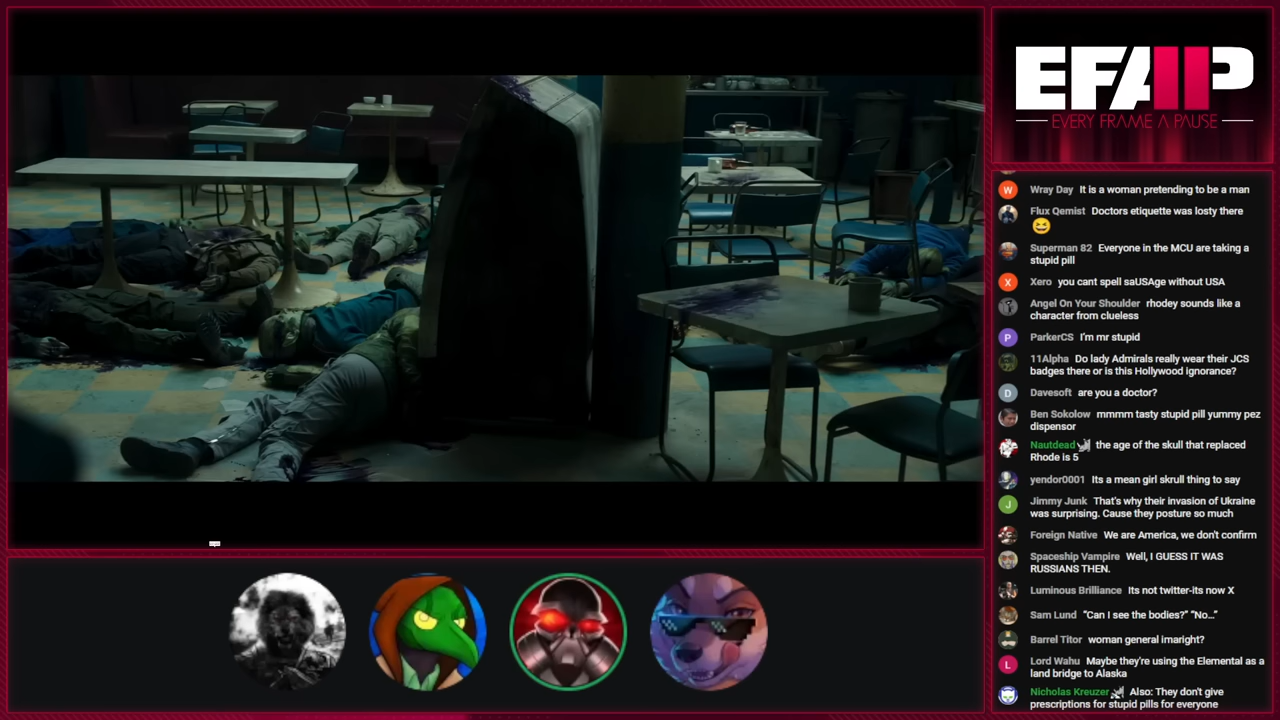 EFAP
EVERY FRAME A PAUSE
W Wray Day It is a woman pretending to be a man
Flux Qemist Doctors etiquette was losty there
Superman 82 Everyone in the MCU are taking a
stupid pill
X Xero you cant spell saUSAge without USA
Angel On Your Shoulder rhodey sounds like a
character from clueless
P ParkerCS I'm mr stupid
11Alpha Do lady Admirals really wear their JCS
badges there or is this Hollywood ignorance?
D Davesoft are you a doctor?
Ben Sokolow mmmm tasty stupid pill yummy pez
dispensor
Nautdead the age of the skull that replaced
Rhode is 5
yendor0001 Its a mean girl skrull thing to say
J Jimmy Junk That's why their invasion of Ukraine
was surprising. Cause they posture so much
Foreign Native We are America, we don't confirm
Spaceship Vampire Well, I GUESS IT WAS
RUSSIANS THEN.
Luminous Brilliance Its not twitter-its now X
Sam Lund "Can I see the bodies?" "No..."
Barrel Titor woman general imaright?
L Lord Wahu Maybe they're using the Elemental as a
land bridge to Alaska
Nicholas Kreuzer Also: They don't give
prescriptions for stupid pills for everyone